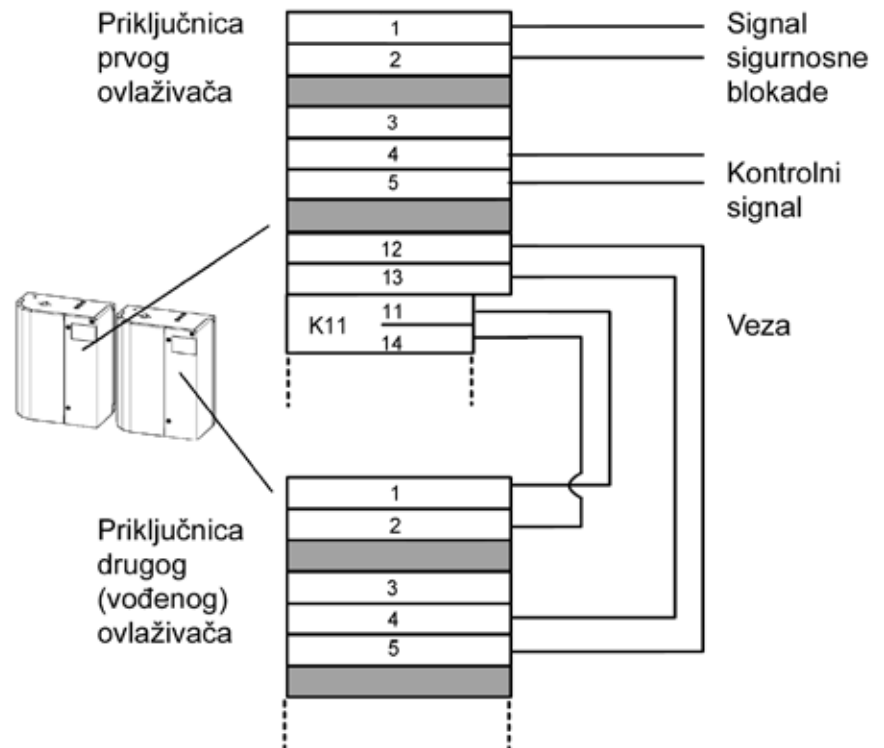 Priključnica
prvog
ovlaživača
1
2
3
4
5
12
13
K11
11
14
Signal
sigurnosne
blokade
Kontrolni
signal
Veza
Priključnica
drugog
(vođenog)
ovlaživača
1
2
3
4
5